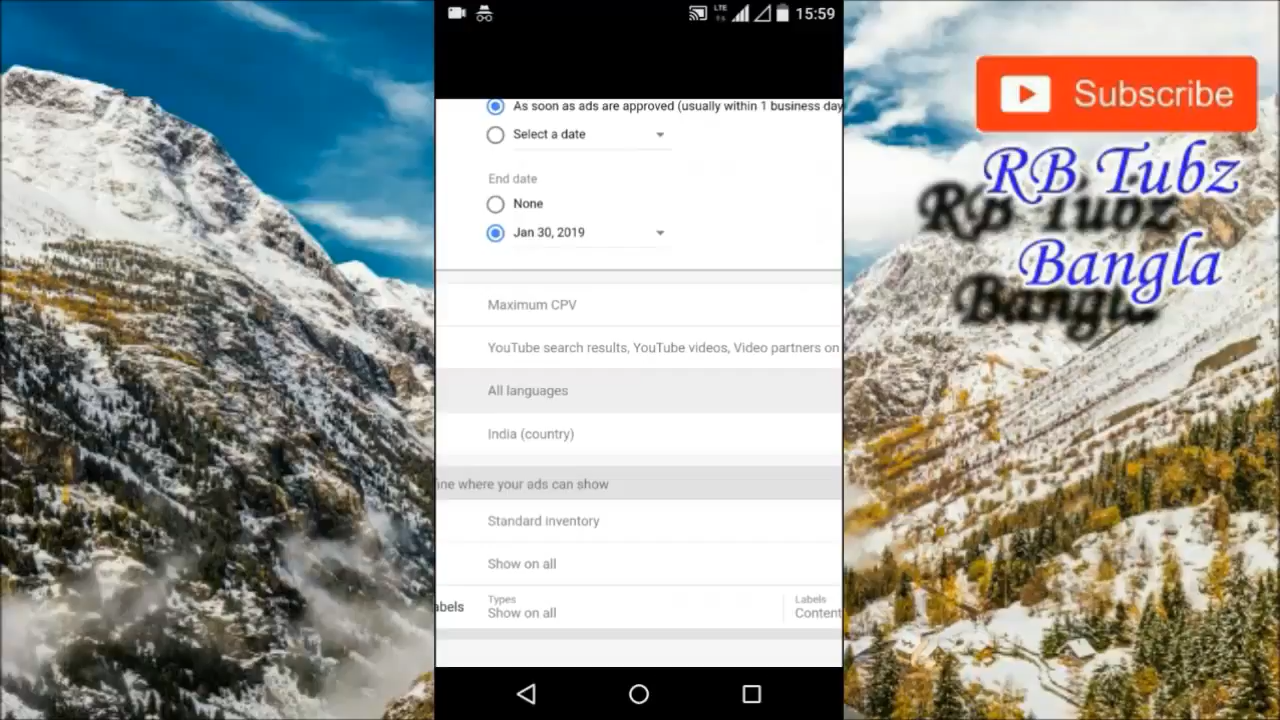 LTE
15:59
As soon as ads are approved (usually within 1 business day
Select a date
End date
None
Jan 30, 2019
Maximum CPV
YouTube search results, YouTube videos, Video partners on
All languages
India (country)
ine where your ads can show
Standard inventory
Show on all
abels
Types
Show on all
Labels
Content
Subscribe
RB Tubz
Bangla